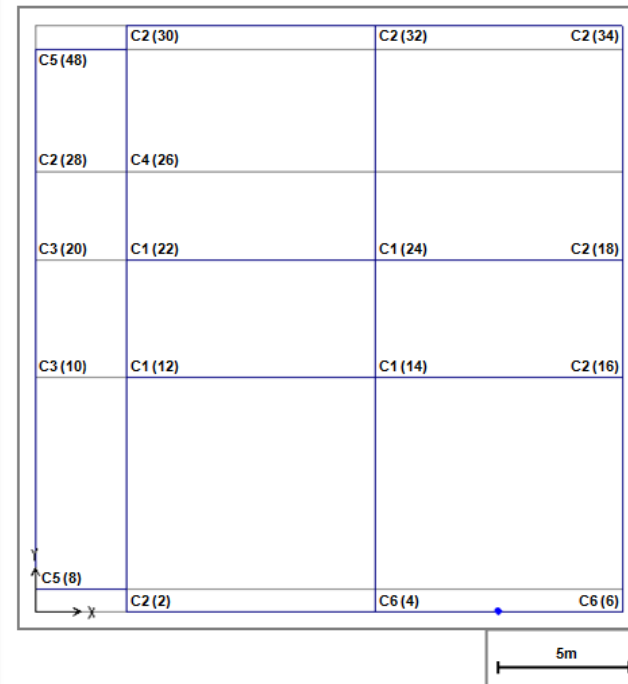 C2 (30) C2 (32) C2 (34)
C5 (48)
C2 (28) C4 (26)
C3 (20) C1 (22) C1 (24) C2 (18)
C3 (10) C1 (12) C1 (14) C2 (16)
Y
C5 (8)
X
C2 (2) C6 (4) C6 (6)
5m